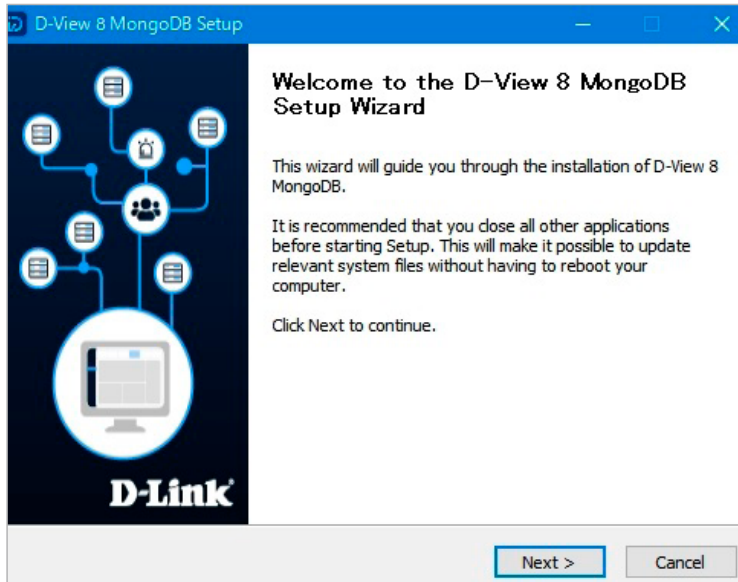 D-View 8 MongoDB Setup
Welcome to the D-View 8 MongoDB
Setup Wizard
This wizard will guide you through the installation of D-View 8
MongoDB.
It is recommended that you close all other applications
before starting Setup. This will make it possible to update
relevant system files without having to reboot your
computer.
Click Next to continue.
D-Link
Next >
Cancel